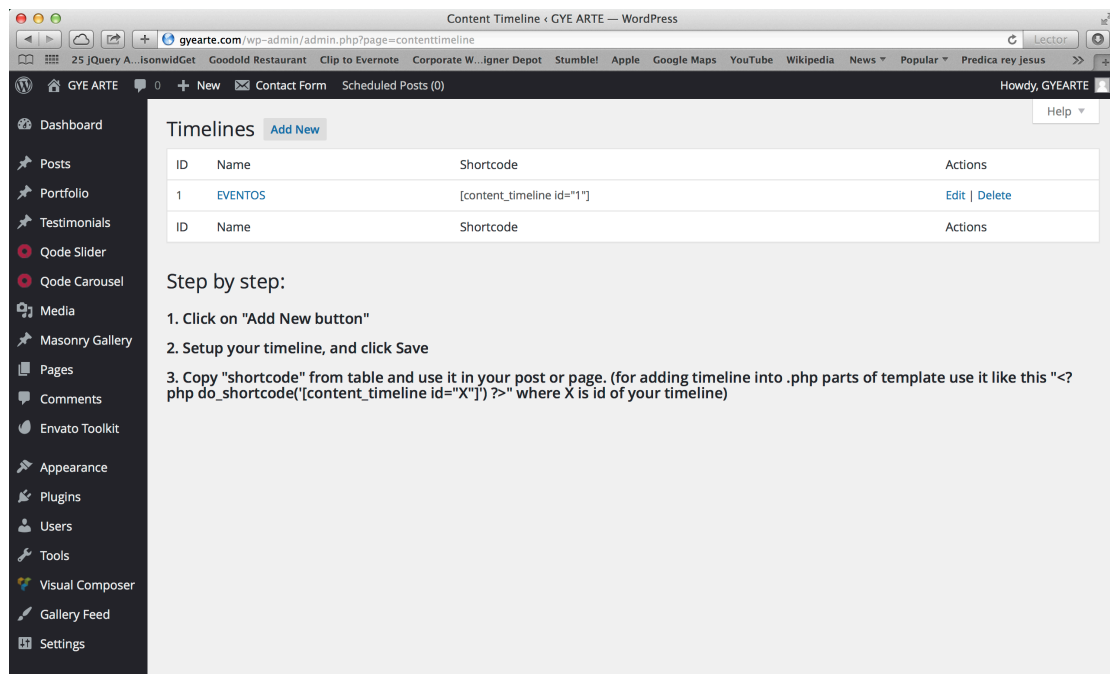 Content Timeline ‹ GYE ARTE — WordPress
gyearte.com/wp-admin/admin.php?page=contenttimeline
Lector
25 jQuery A...isonwidGet Goodold Restaurant Clip to Evernote Corporate W...igner Depot Stumble! Apple Google Maps YouTube Wikipedia News Popular Predica rey jesus
GYE ARTE 0 New Contact Form Scheduled Posts (0) Howdy, GYEARTE
Help
Dashboard
Posts
Portfolio
Testimonials
Qode Slider
Qode Carousel
Media
Masonry Gallery
Pages
Comments
Envato Toolkit
Appearance
Plugins
Users
Tools
Visual Composer
Gallery Feed
Settings
Timelines Add New
ID Name Shortcode Actions
1 EVENTOS [content_timeline id="1"] Edit | Delete
ID Name Shortcode Actions
Step by step:
1. Click on "Add New button"
2. Setup your timeline, and click Save
3. Copy "shortcode" from table and use it in your post or page. (for adding timeline into .php parts of template use it like this "<?
php do_shortcode('[content_timeline id="X"]') ?>" where X is id of your timeline)